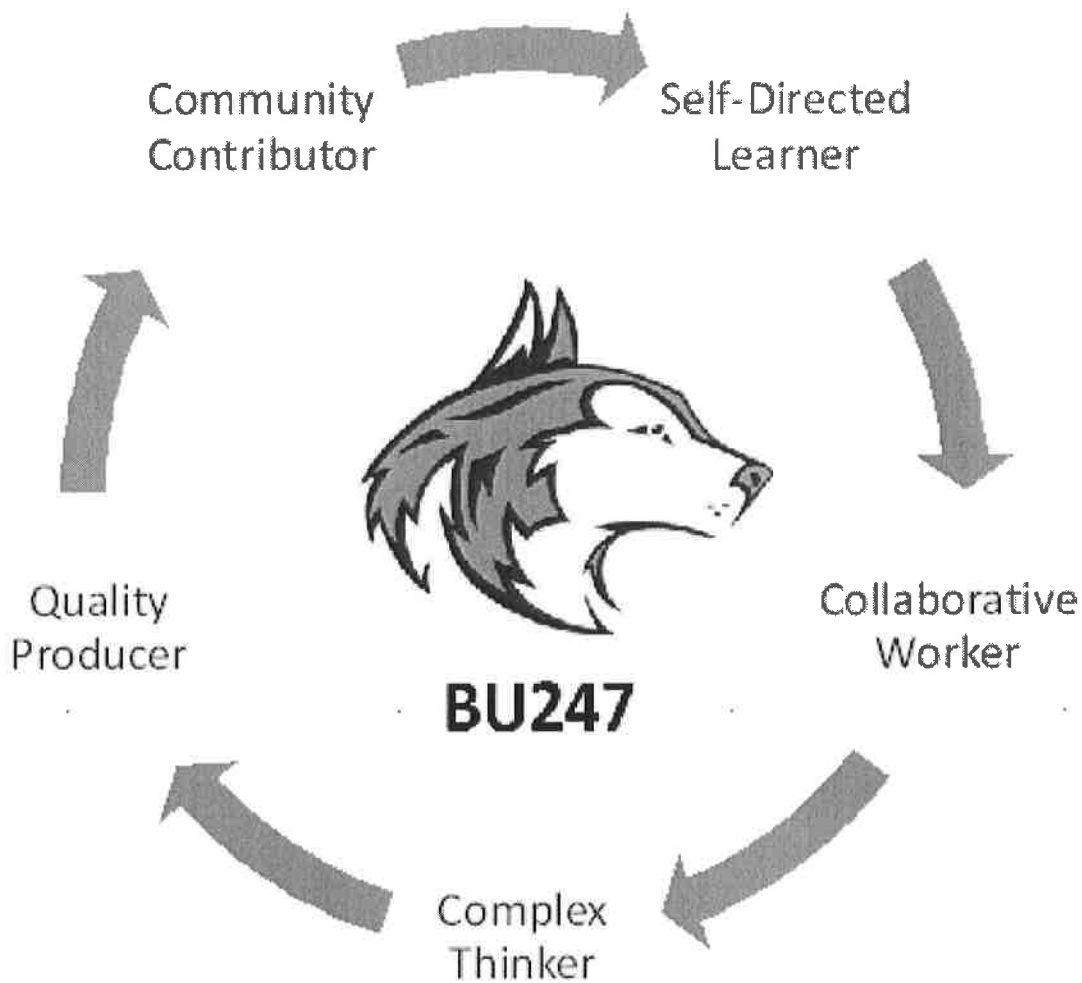 Community
Contributor
Self-Directed
Learner
Collaborative
Worker
Complex
Thinker
Quality
Producer
BU247